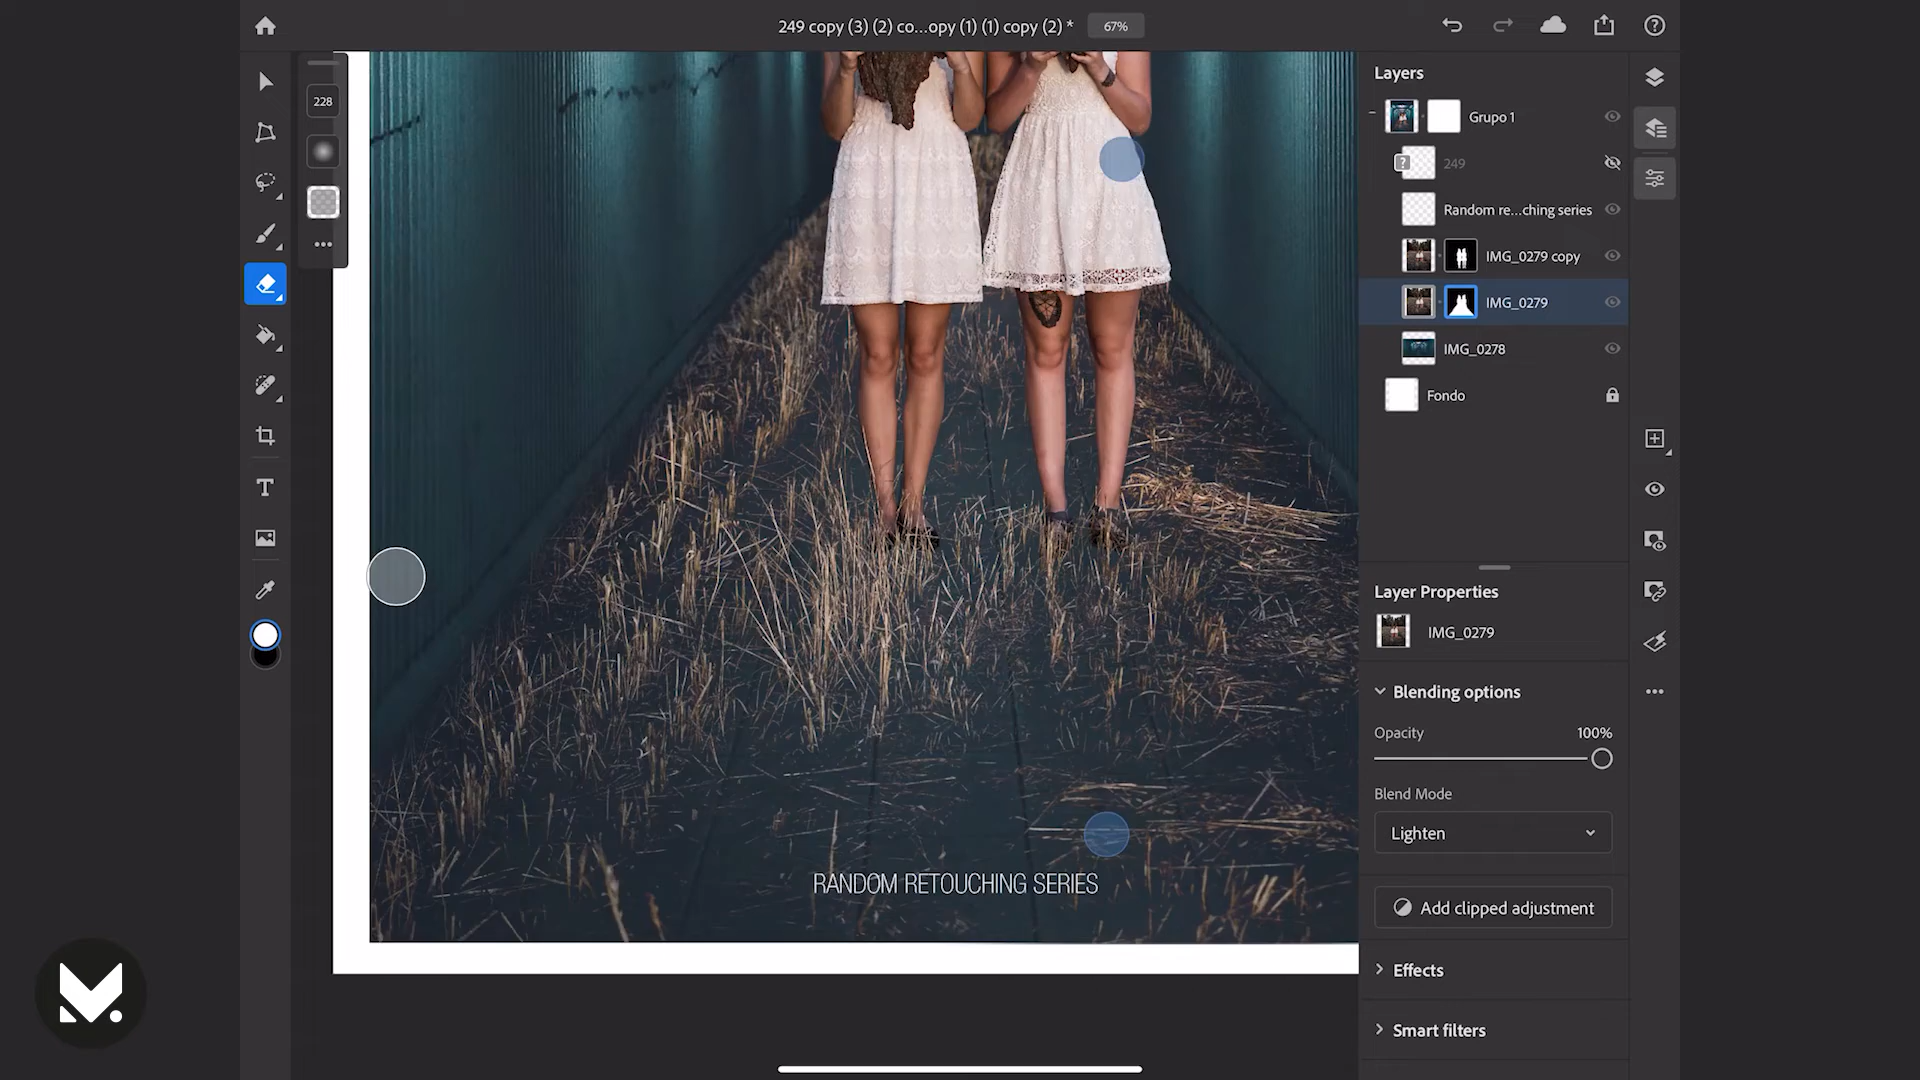 249 copy (3) (2) co...opy (1) (1) copy (2) *
67%
228
Layers
Grupo 1
249
Random re...ching series
IMG_0279 copy
IMG_0279
IMG_0278
Fondo
Layer Properties
IMG_0279
Blending options
Opacity 100%
Blend Mode
Lighten
Add clipped adjustment
Effects
Smart filters
RANDOM RETOUCHING SERIES